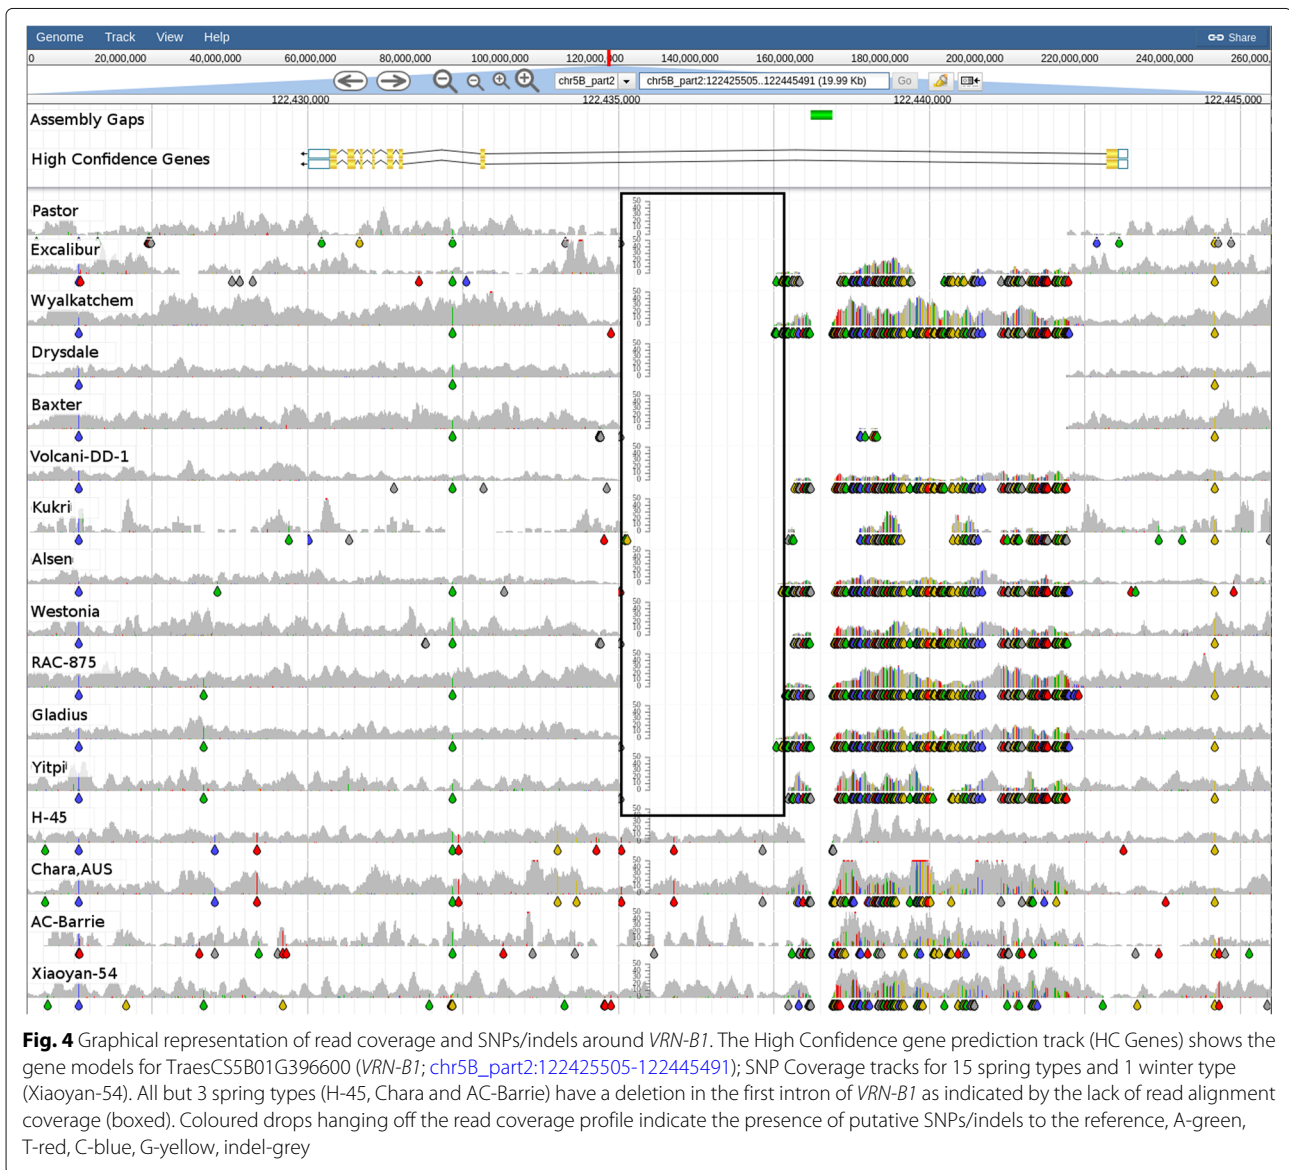 Genome Track View Help Share
0 20,000,000 40,000,000 60,000,000 80,000,000 100,000,000 120,000,000 140,000,000 160,000,000 180,000,000 200,000,000 220,000,000 240,000,000 260,000,
chr5B_part2 chr5B_part2:122425505..122445491 (19.99 Kb) Go
122,430,000 122,435,000 122,440,000 122,445,000
Assembly Gaps
High Confidence Genes
Pastor
Excalibur
Wyalkatchem
Drysdale
Baxter
Volcani-DD-1
Kukri
Alsen
Westonia
RAC-875
Gladius
Yitpi
H-45
Chara,AUS
AC-Barrie
Xiaoyan-54
Fig. 4 Graphical representation of read coverage and SNPs/indels around VRN-B1. The High Confidence gene prediction track (HC Genes) shows the
gene models for TraesCS5B01G396600 (VRN-B1; chr5B_part2:122425505-122445491); SNP Coverage tracks for 15 spring types and 1 winter type
(Xiaoyan-54). All but 3 spring types (H-45, Chara and AC-Barrie) have a deletion in the first intron of VRN-B1 as indicated by the lack of read alignment
coverage (boxed). Coloured drops hanging off the read coverage profile indicate the presence of putative SNPs/indels to the reference, A-green,
T-red, C-blue, G-yellow, indel-grey